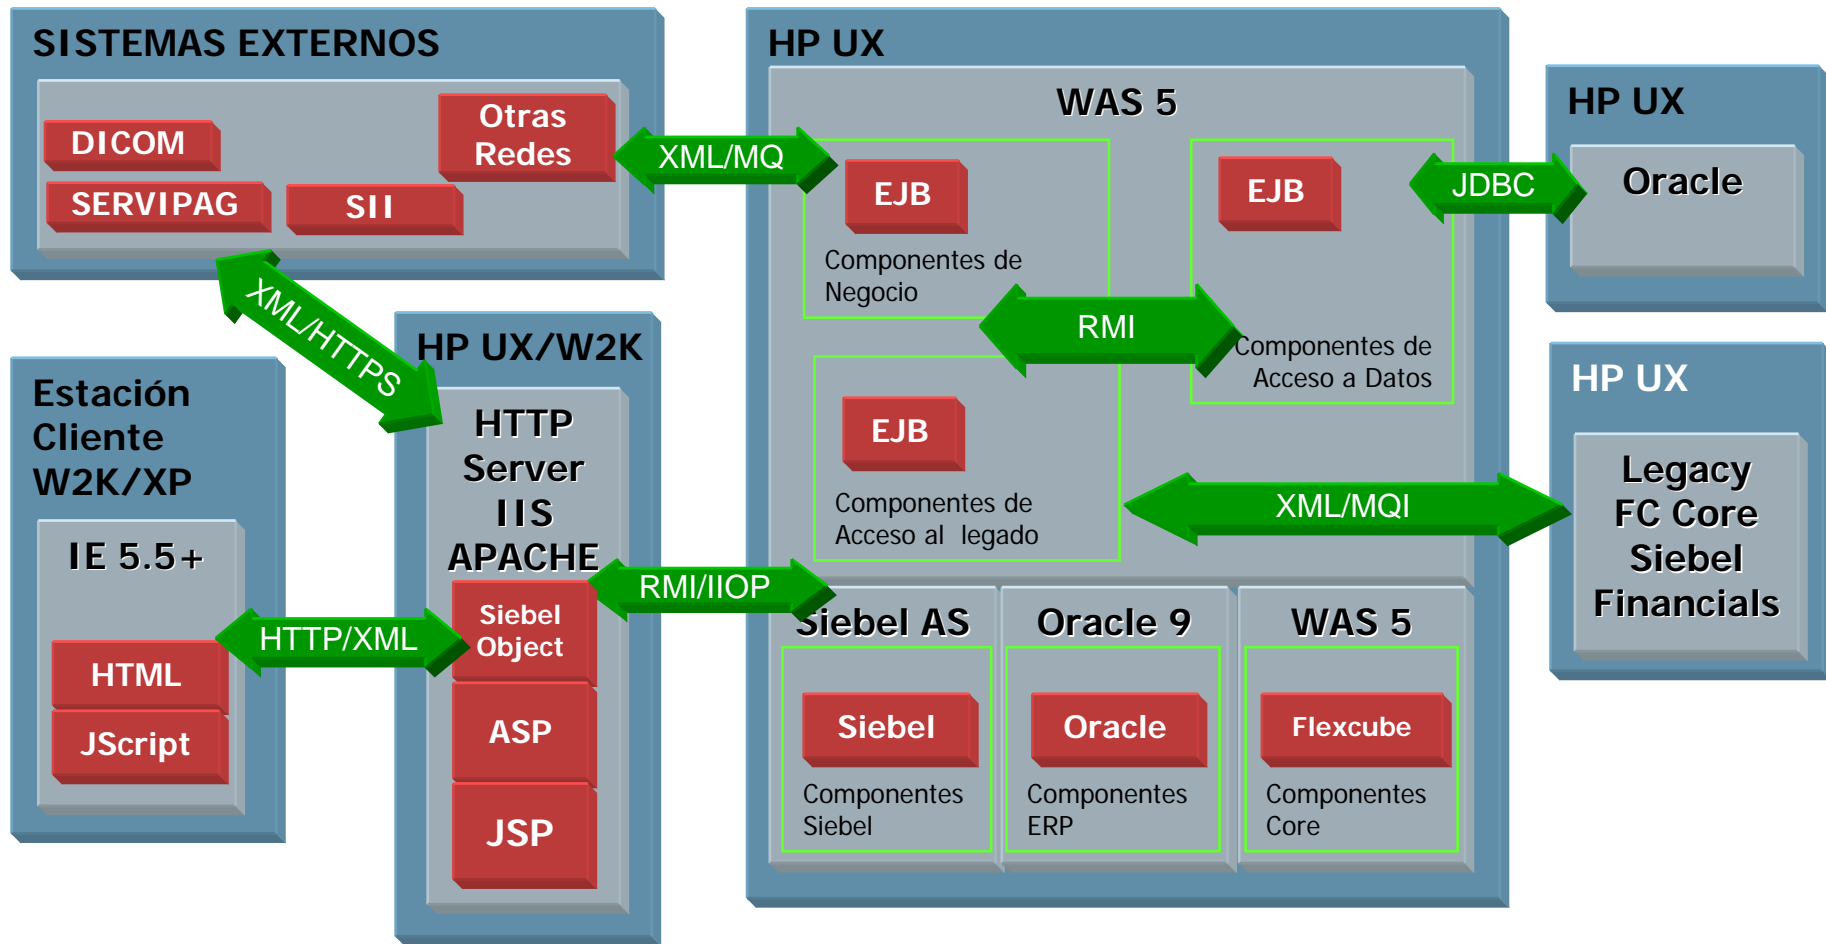 SISTEMAS EXTERNOS
DICOM
SERVIPAG
SII
Otras
Redes
XML/MQ
XML/HTTPS
Estación
Cliente
W2K/XP
IE 5.5+
HTML
JScript
HTTP/XML
HP UX/W2K
HTTP
Server
IIS
APACHE
Siebel
Object
ASP
JSP
RMI/IIOP
HP UX
WAS 5
EJB
Componentes de
Negocio
RMI
EJB
Componentes de
Acceso a Datos
EJB
Componentes de
Acceso al legado
JDBC
XML/MQI
Siebel AS
Siebel
Componentes
Siebel
Oracle 9
Oracle
Componentes
ERP
WAS 5
Flexcube
Componentes
Core
HP UX
Oracle
HP UX
Legacy
FC Core
Siebel
Financials